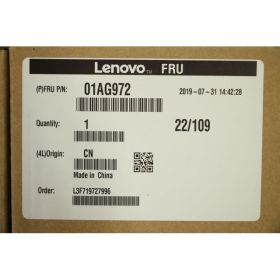 Lenovo™ FRU
(P)FRU P/N: 01AG972 2019-07-31 14:42:28
Quantity: 1 22/109
(4L)Origin: CN
Made in China
Order: L3F719727996